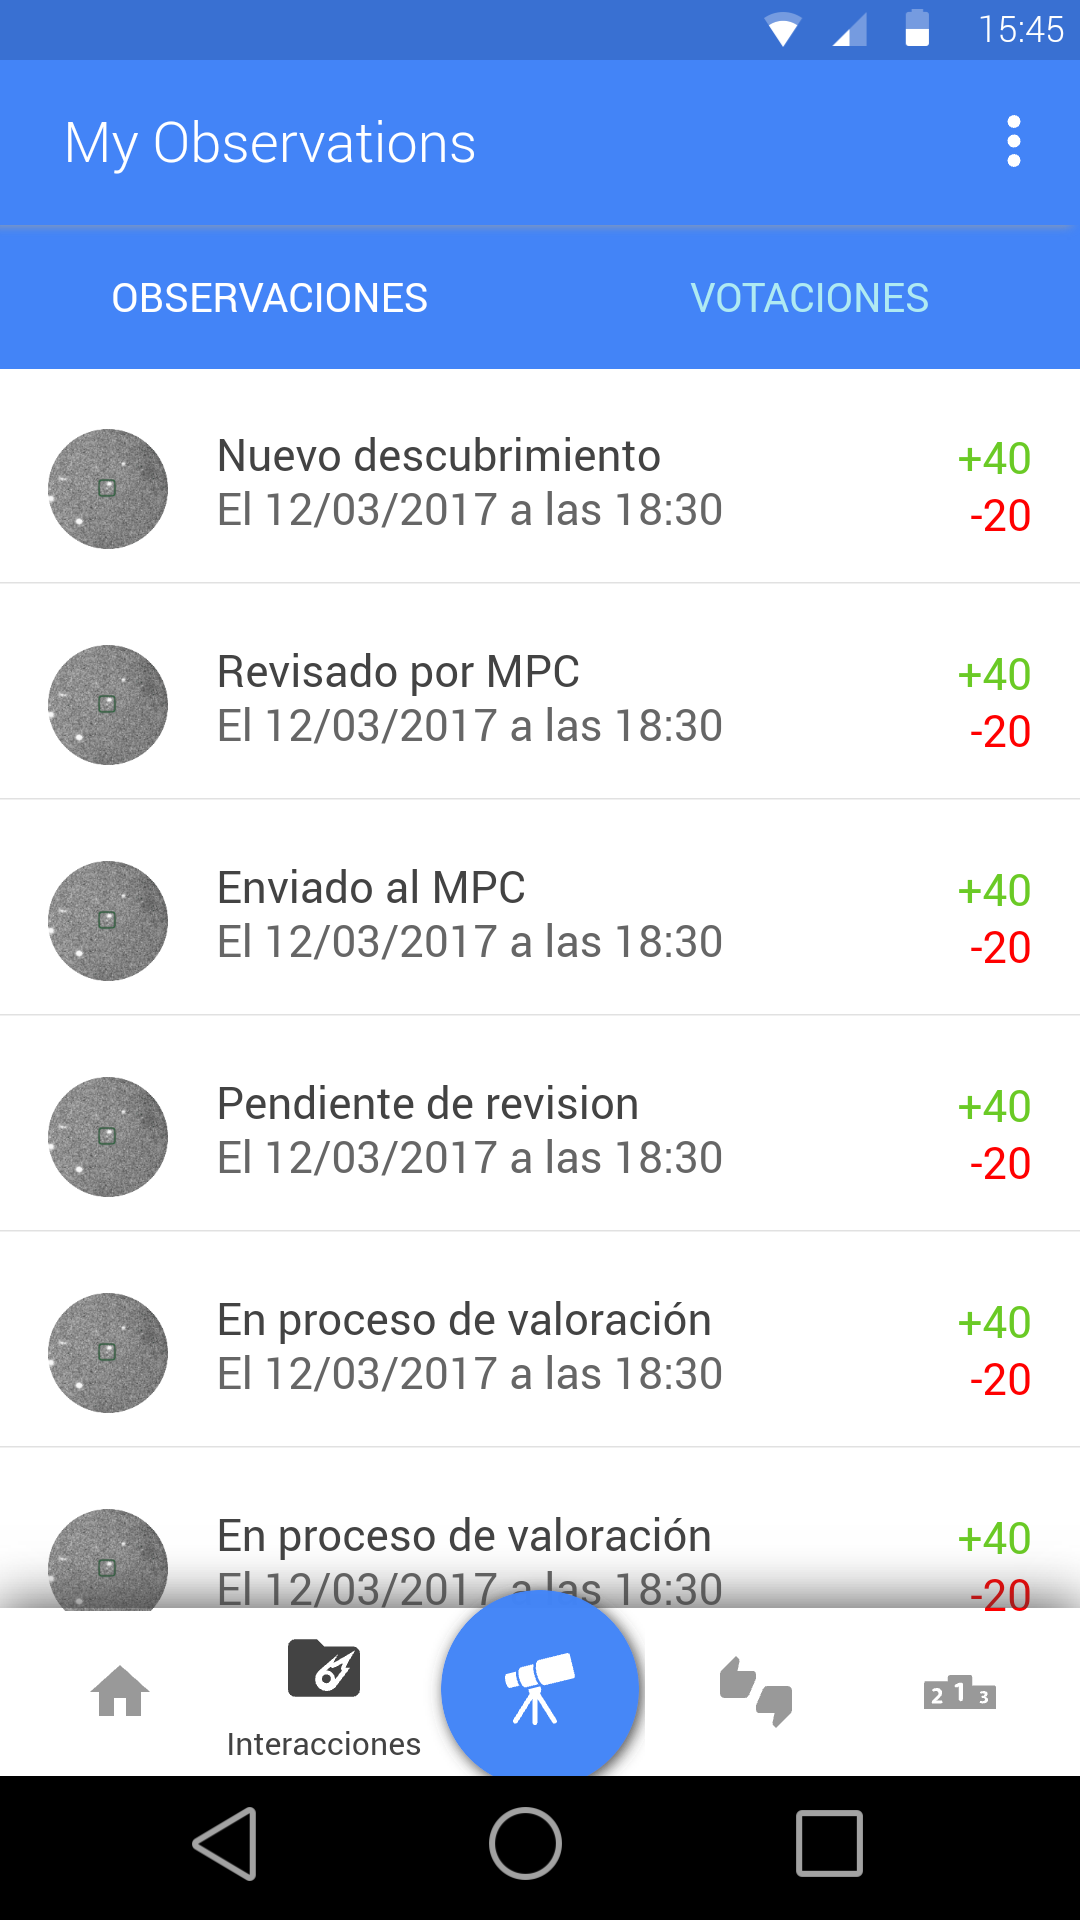 15:45
My Observations
OBSERVACIONES VOTACIONES
Nuevo descubrimiento +40
El 12/03/2017 a las 18:30 -20
Revisado por MPC +40
El 12/03/2017 a las 18:30 -20
Enviado al MPC +40
El 12/03/2017 a las 18:30 -20
Pendiente de revision +40
El 12/03/2017 a las 18:30 -20
En proceso de valoración +40
El 12/03/2017 a las 18:30 -20
En proceso de valoración +40
El 12/03/2017 a las 18:30 -20
2 1 3
Interacciones